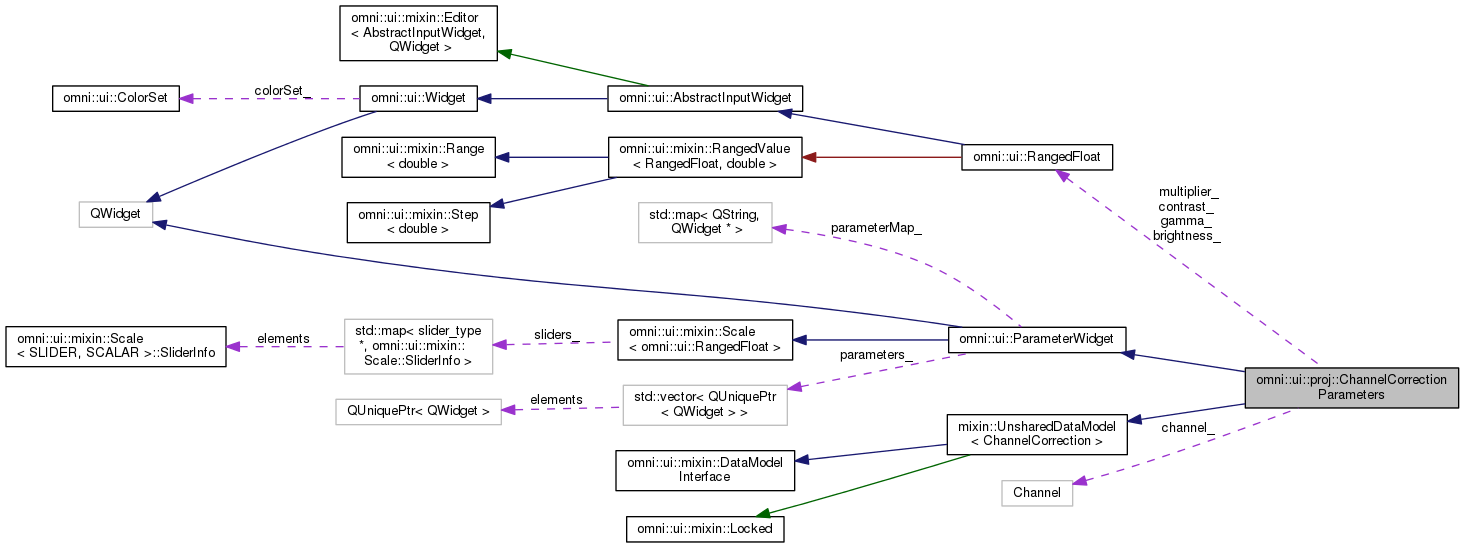 omni::ui::mixin::Editor
< AbstractInputWidget,
QWidget >
omni::ui::ColorSet
colorSet_
omni::ui::Widget
omni::ui::AbstractInputWidget
omni::ui::mixin::Range
< double >
omni::ui::mixin::RangedValue
< RangedFloat, double >
omni::ui::RangedFloat
QWidget
omni::ui::mixin::Step
< double >
std::map< QString,
QWidget * >
parameterMap_
multiplier_
contrast_
gamma_
brightness_
omni::ui::mixin::Scale
< SLIDER, SCALAR >::SliderInfo
elements
std::map< slider_type
*, omni::ui::mixin::
Scale::SliderInfo >
sliders_
omni::ui::mixin::Scale
< omni::ui::RangedFloat >
omni::ui::ParameterWidget
parameters_
QUniquePtr< QWidget >
elements
std::vector< QUniquePtr
< QWidget > >
omni::ui::proj::ChannelCorrection
Parameters
mixin::UnsharedDataModel
< ChannelCorrection >
channel_
omni::ui::mixin::DataModel
Interface
Channel
omni::ui::mixin::Locked